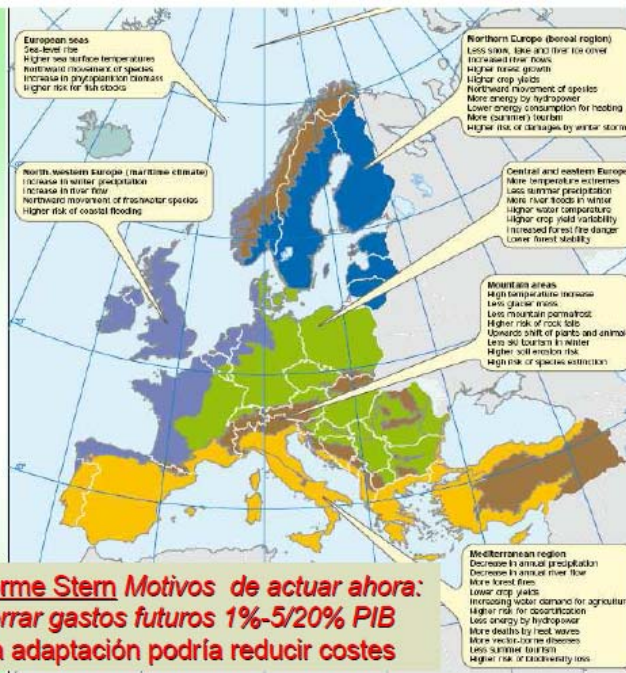 European seas
Sea-level rise
Higher sea surface temperatures
Northward movement of species
Increase in phytoplankton biomass
Higher risk for fish stocks
Northern Europe (boreal region)
Less snow, lake and river ice cover
Increased river flows
Higher forest growth
Higher crop yields
Northward movement of species
More energy by hydropower
Lower energy consumption for heating
More (summer) tourism
Higher risk of damages by winter storm
North-western Europe (maritime climate)
Increase in winter precipitation
Increase in river flow
Northward movement of freshwater species
Higher risk of coastal flooding
Central and eastern Europe
More temperature extremes
Less summer precipitation
More river floods in winter
Higher water temperature
Higher crop yield variability
Increased forest fire danger
Lower forest stability
Mountain areas
High temperature increase
Less glacier mass
Less mountain permafrost
Higher risk of rock falls
Upwards shift of plants and animal
Less ski tourism in winter
Higher soil erosion risk
High risk of species extinction
Mediterranean region
Decrease in annual precipitation
Decrease in annual river flow
More forest fires
Lower crop yields
Increasing water demand for agricultur
Higher risk for desertification
Less energy by hydropower
More deaths by heat waves
More vector-borne diseases
Less summer tourism
Higher risk of biodiversity loss
rme Stern Motivos de actuar ahora:
rrar gastos futuros 1%-5/20% PIB
a adaptación podría reducir costes